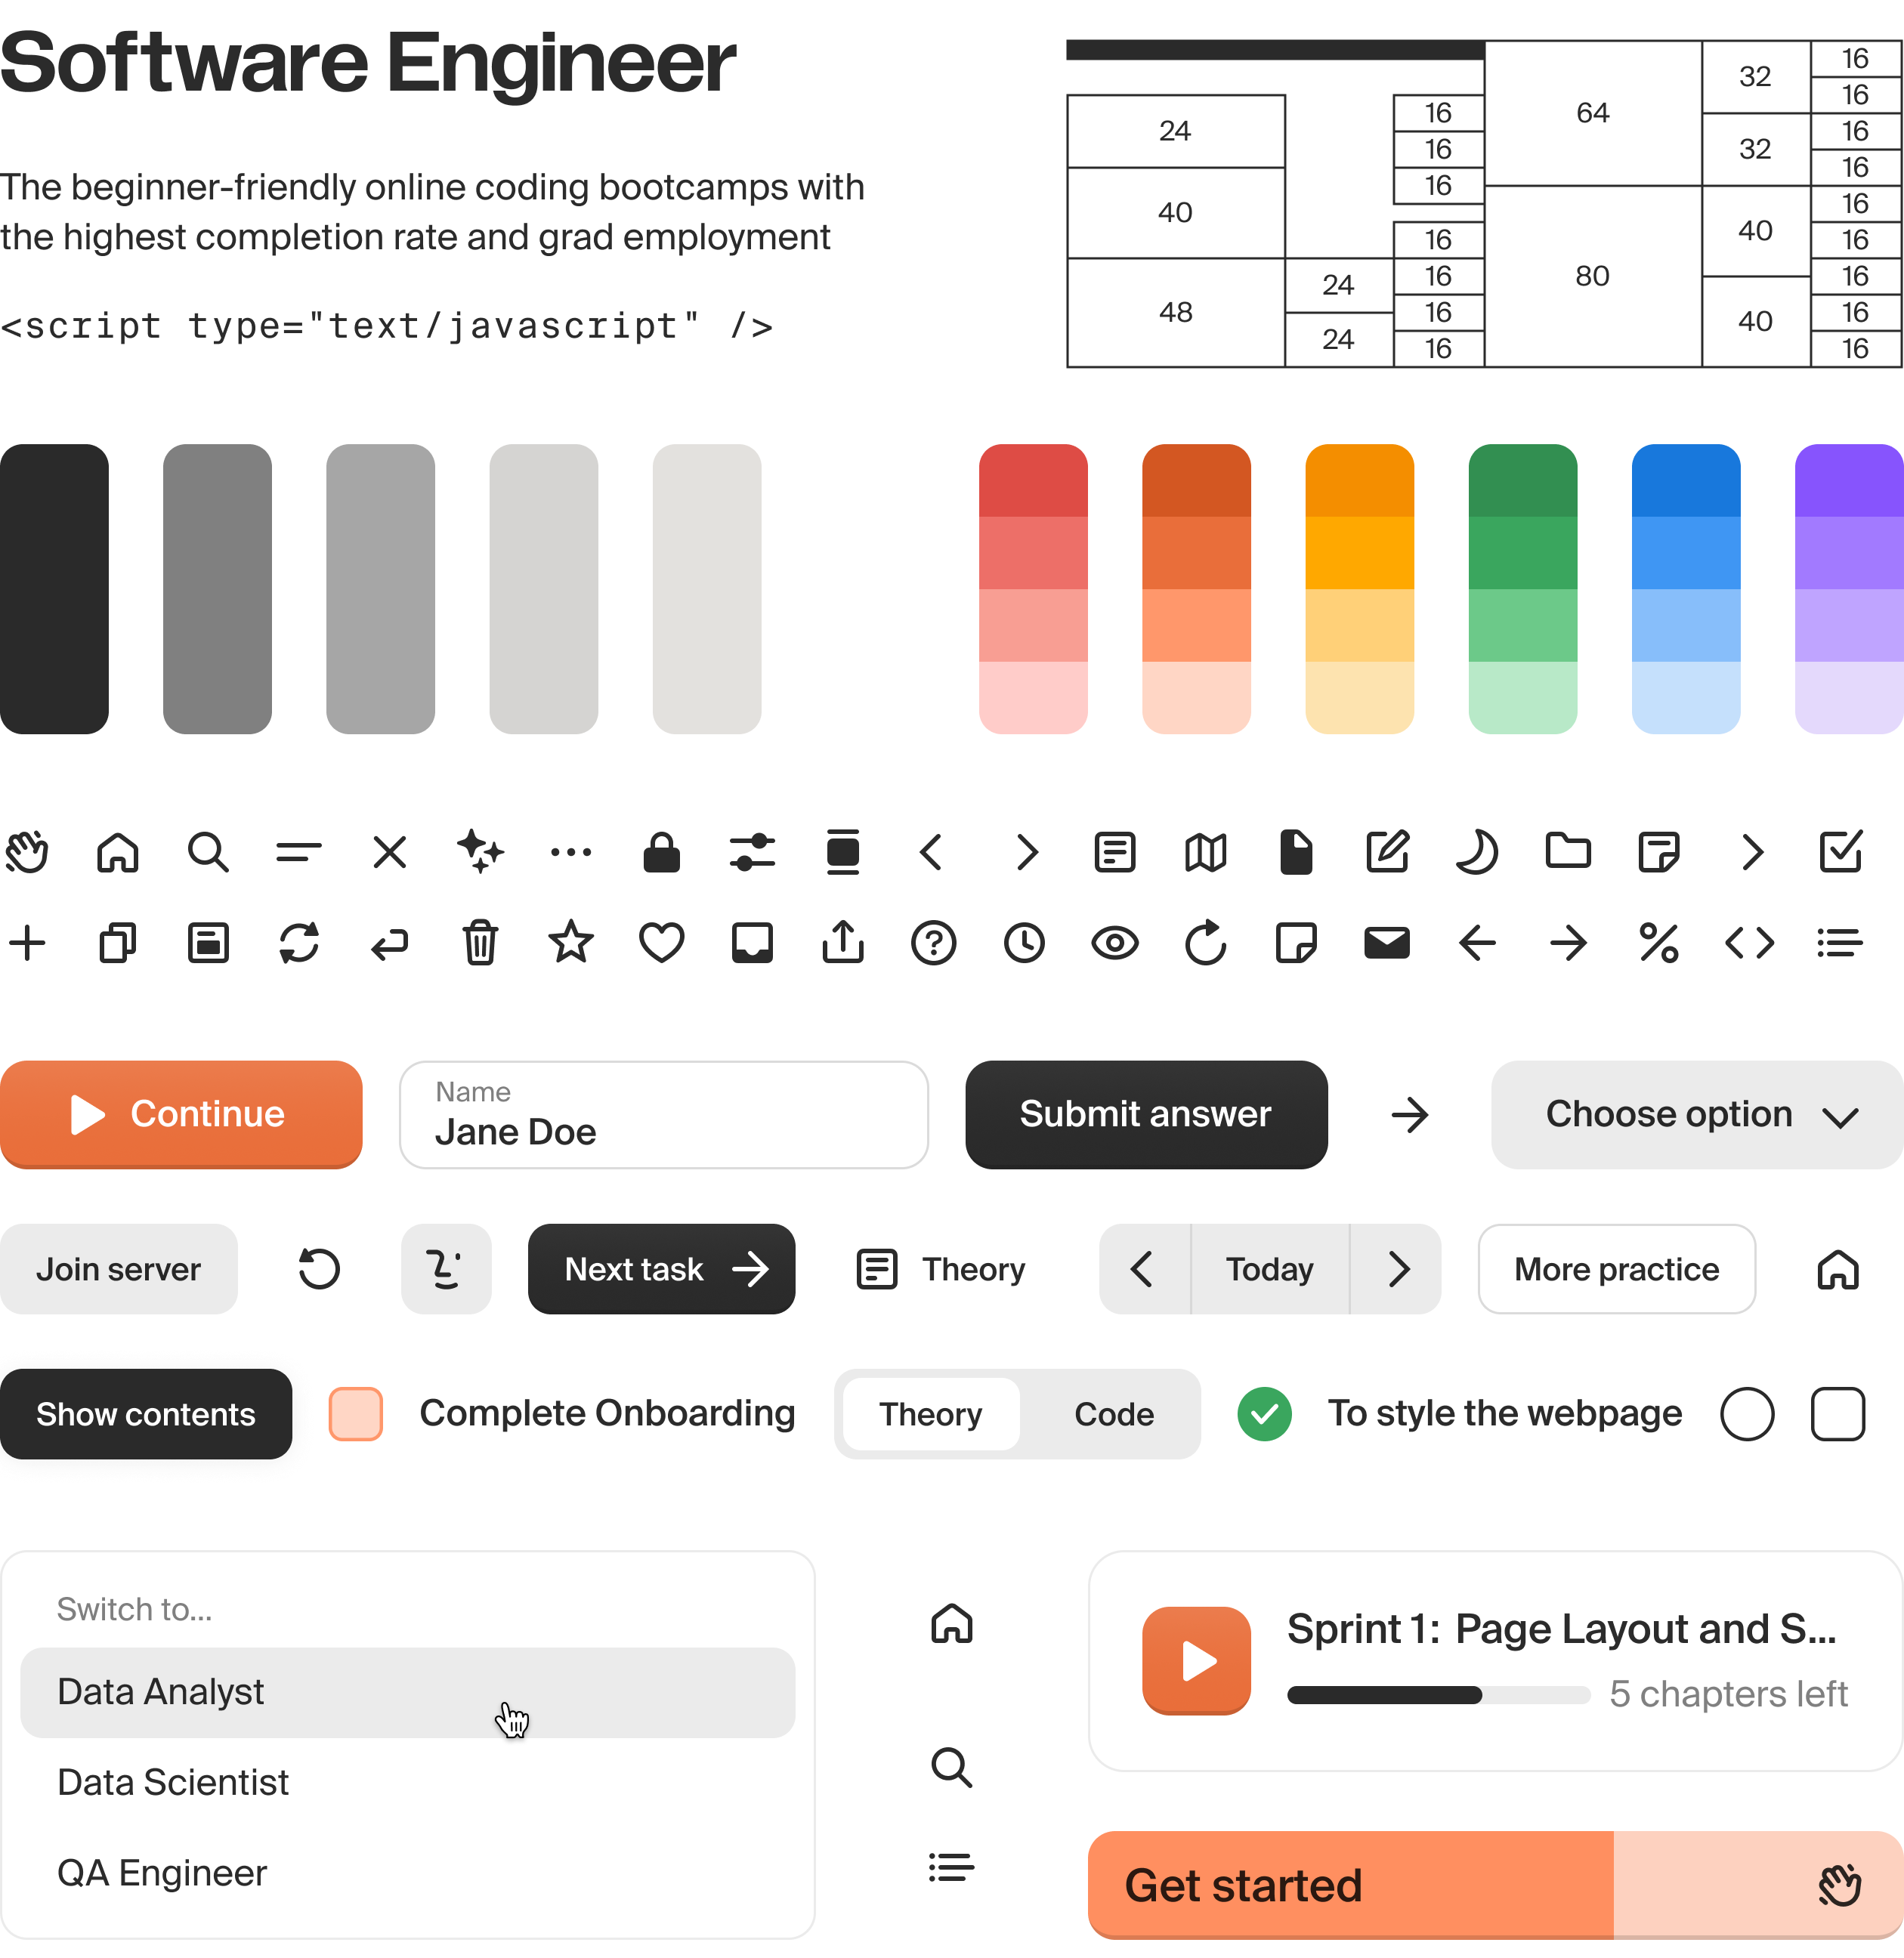 Software Engineer
The beginner-friendly online coding bootcamps with
the highest completion rate and grad employment
<script type="text/javascript" />
24
40
48
24
24
16
16
16
16
16
16
16
64
80
32
32
40
40
16
16
16
16
16
16
16
16
16
Continue
Name
Jane Doe
Submit answer
Choose option
Join server
Next task
Theory
Today
More practice
Show contents
Complete Onboarding
Theory
Code
To style the webpage
Switch to...
Data Analyst
Data Scientist
QA Engineer
Sprint 1: Page Layout and S...
5 chapters left
Get started